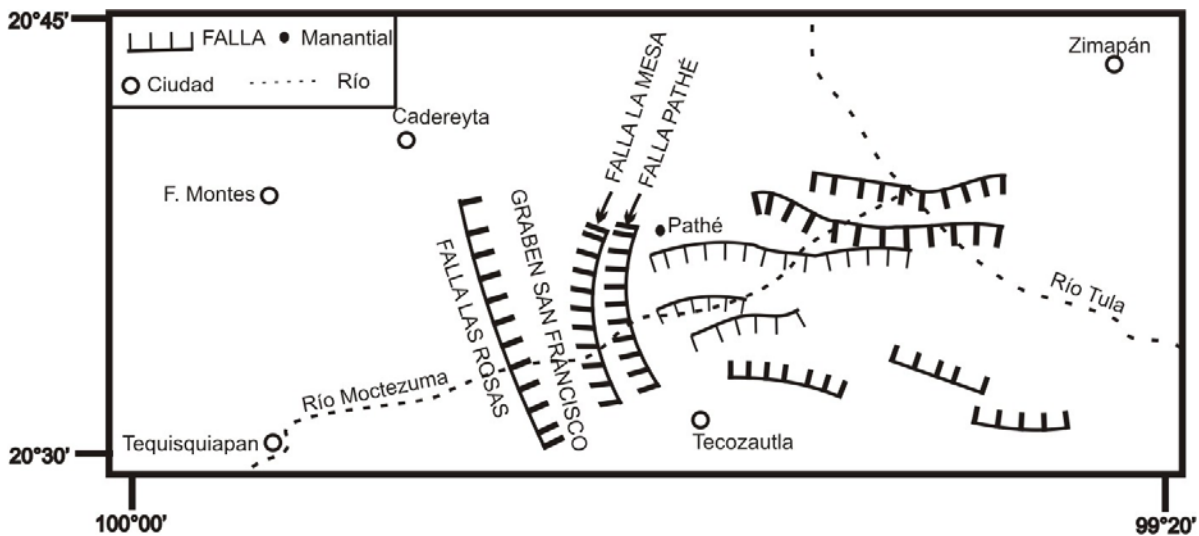 20°45'
FALLA Manantial
Ciudad Río
Zimapán
Cadereyta
FALLA LA MESA
FALLA PATHÉ
F. Montes
GRABEN SAN FRANCISCO
Pathé
FALLA LAS ROSAS
Río Tula
Río Moctezuma
Tequisquiapan
Tecozautla
20°30'
100°00'
99°20'